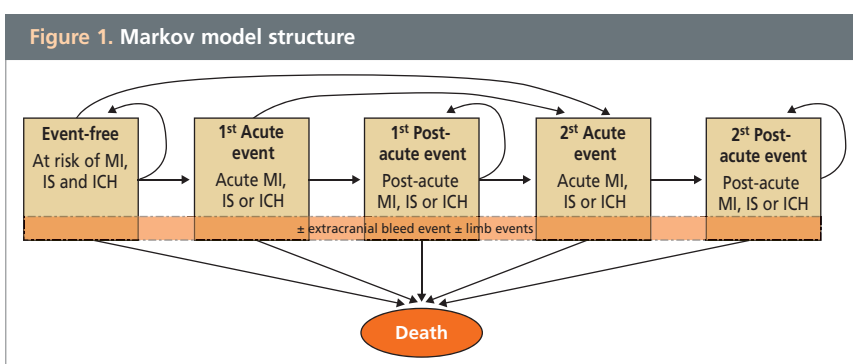 Figure 1. Markov model structure
Event-free
At risk of MI,
IS and ICH
1st Acute
event
Acute MI,
IS or ICH
1st Post-
acute event
Post-acute
MI, IS or ICH
2st Acute
event
Acute MI,
IS or ICH
2st Post-
acute event
Post-acute
MI, IS or ICH
± extracranial bleed event ± limb events
Death